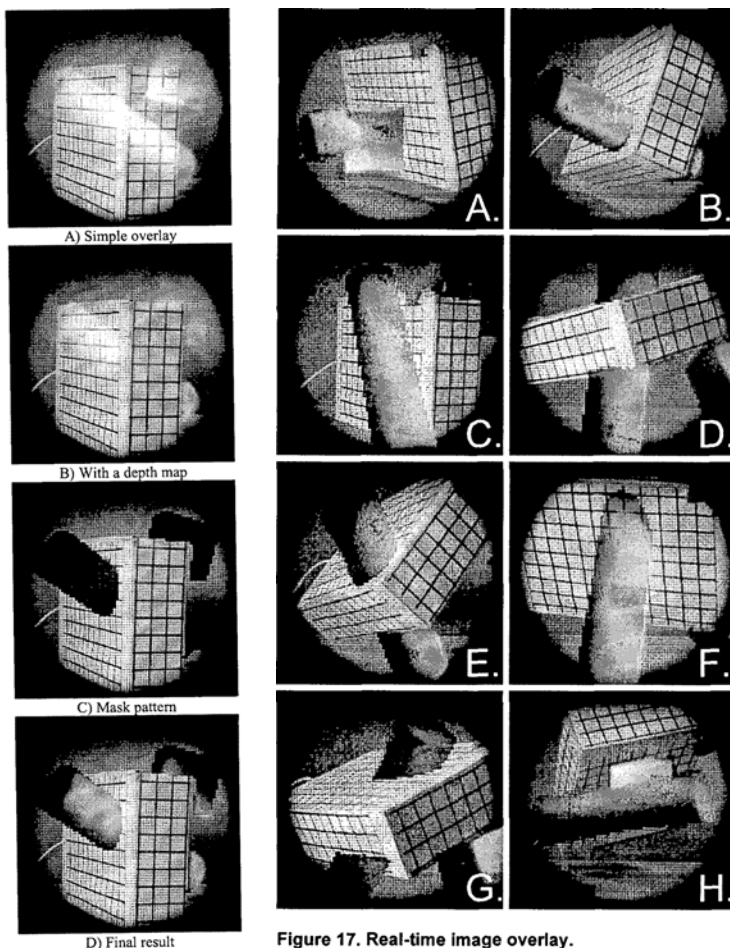 A) Simple overlay
B) With a depth map
C) Mask pattern
D) Final result
A.
B.
C.
D.
E.
F.
G.
H.
Figure 17. Real-time image overlay.